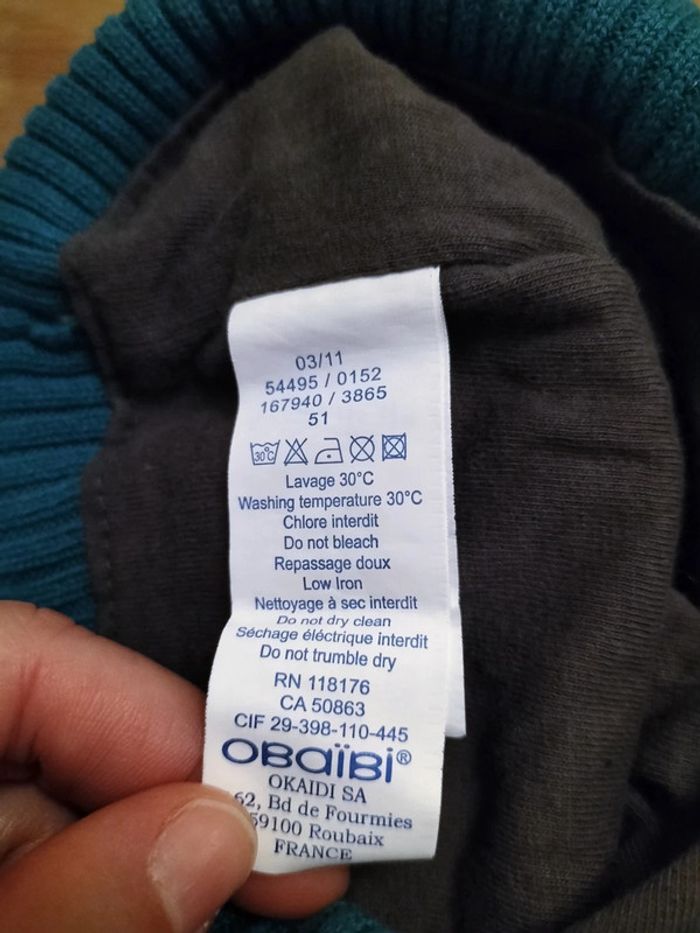 03/11
54495 / 0152
167940 / 3865
51
30°C
Lavage 30°C
Washing temperature 30°C
Chlore interdit
Do not bleach
Repassage doux
Low Iron
Nettoyage à sec interdit
Do not dry clean
Séchage éléctrique interdit
Do not trumble dry
RN 118176
CA 50863
CIF 29-398-110-445
OBaïBi®
OKAIDI SA
62, Bd de Fourmies
59100 Roubaix
FRANCE